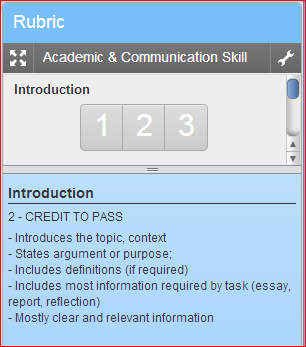 Rubric
Academic & Communication Skill
Introduction
1 2 3
Introduction
2 - CREDIT TO PASS
- Introduces the topic, context
- States argument or purpose;
- Includes definitions (if required)
- Includes most information required by task (essay,
report, reflection)
- Mostly clear and relevant information